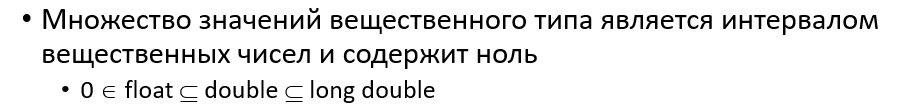 • Множество значений вещественного типа является интервалом
вещественных чисел и содержит ноль
• 0 ∈ float ⊆ double ⊆ long double